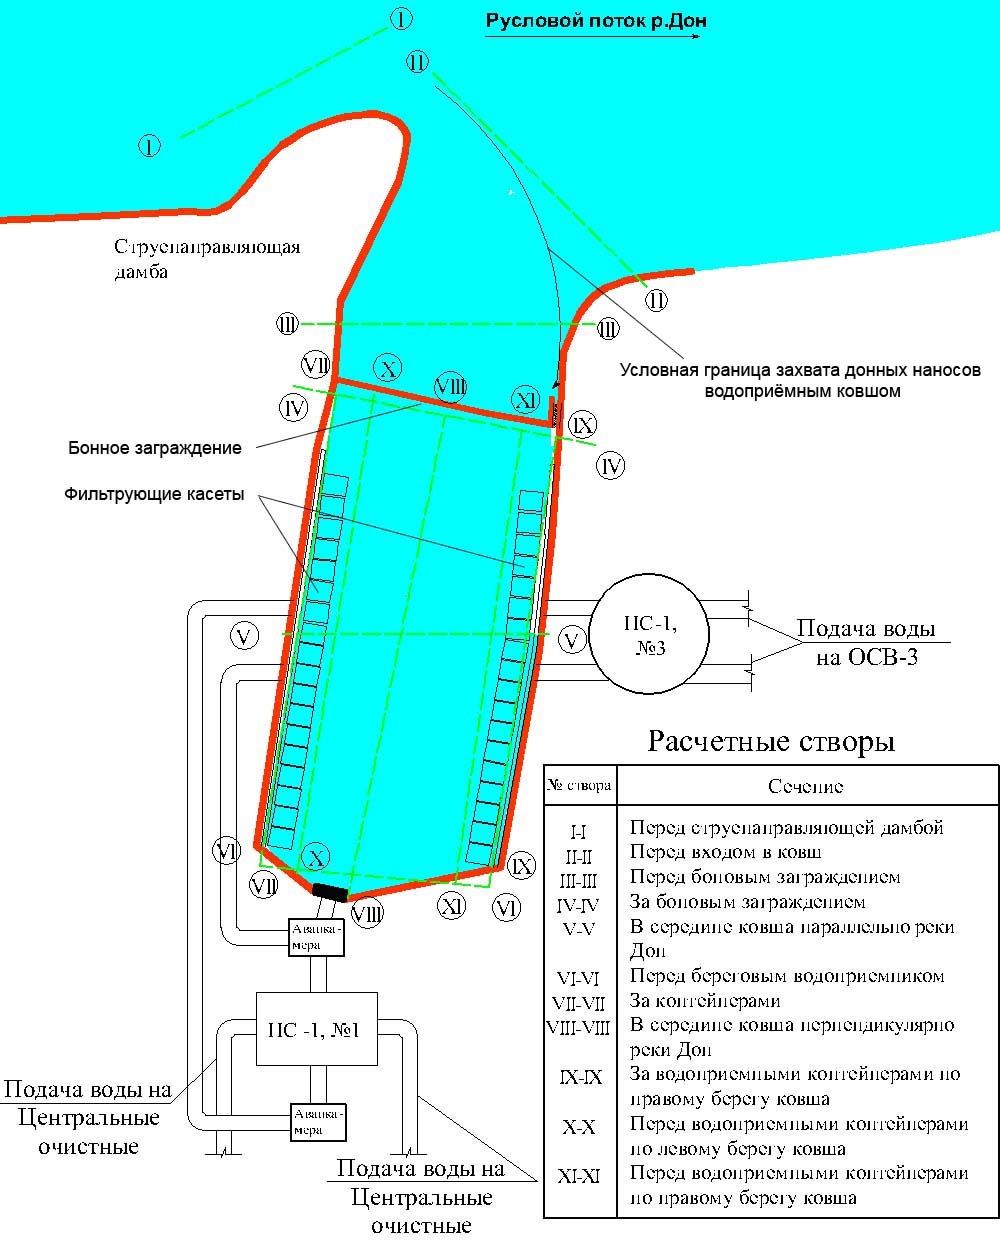 Русловой поток р.Дон
I
II
I
Струенаправляющая
дамба
II
III
III
VII
X
VIII
XI
IV
IX
IV
Условная граница захвата донных наносов
водоприёмным ковшом
Бонное заграждение
Фильтрующие касеты
V
V
НС-1,
№3
Подача воды
на ОСВ-3
VI
X
VII
VIII
XI
IX
VI
Аванка-
мера
НС -1, №1
Аванка-
мера
Подача воды на
Центральные
очистные
Подача воды на
Центральные
очистные
Расчетные створы
№ створа Сечение
I-I Перед струенаправляющей дамбой
II-II Перед входом в ковш
III-III Перед боновым заграждением
IV-IV За боновым заграждением
V-V В середине ковша параллельно реки
Дон
VI-VI Перед береговым водоприемником
VII-VII За контейнерами
VIII-VIII В середине ковша перпендикулярно
реки Дон
IX-IX За водоприемными контейнерами по
правому берегу ковша
X-X Перед водоприемными контейнерами
по левому берегу ковша
XI-XI Перед водоприемными контейнерами
по правому берегу ковша